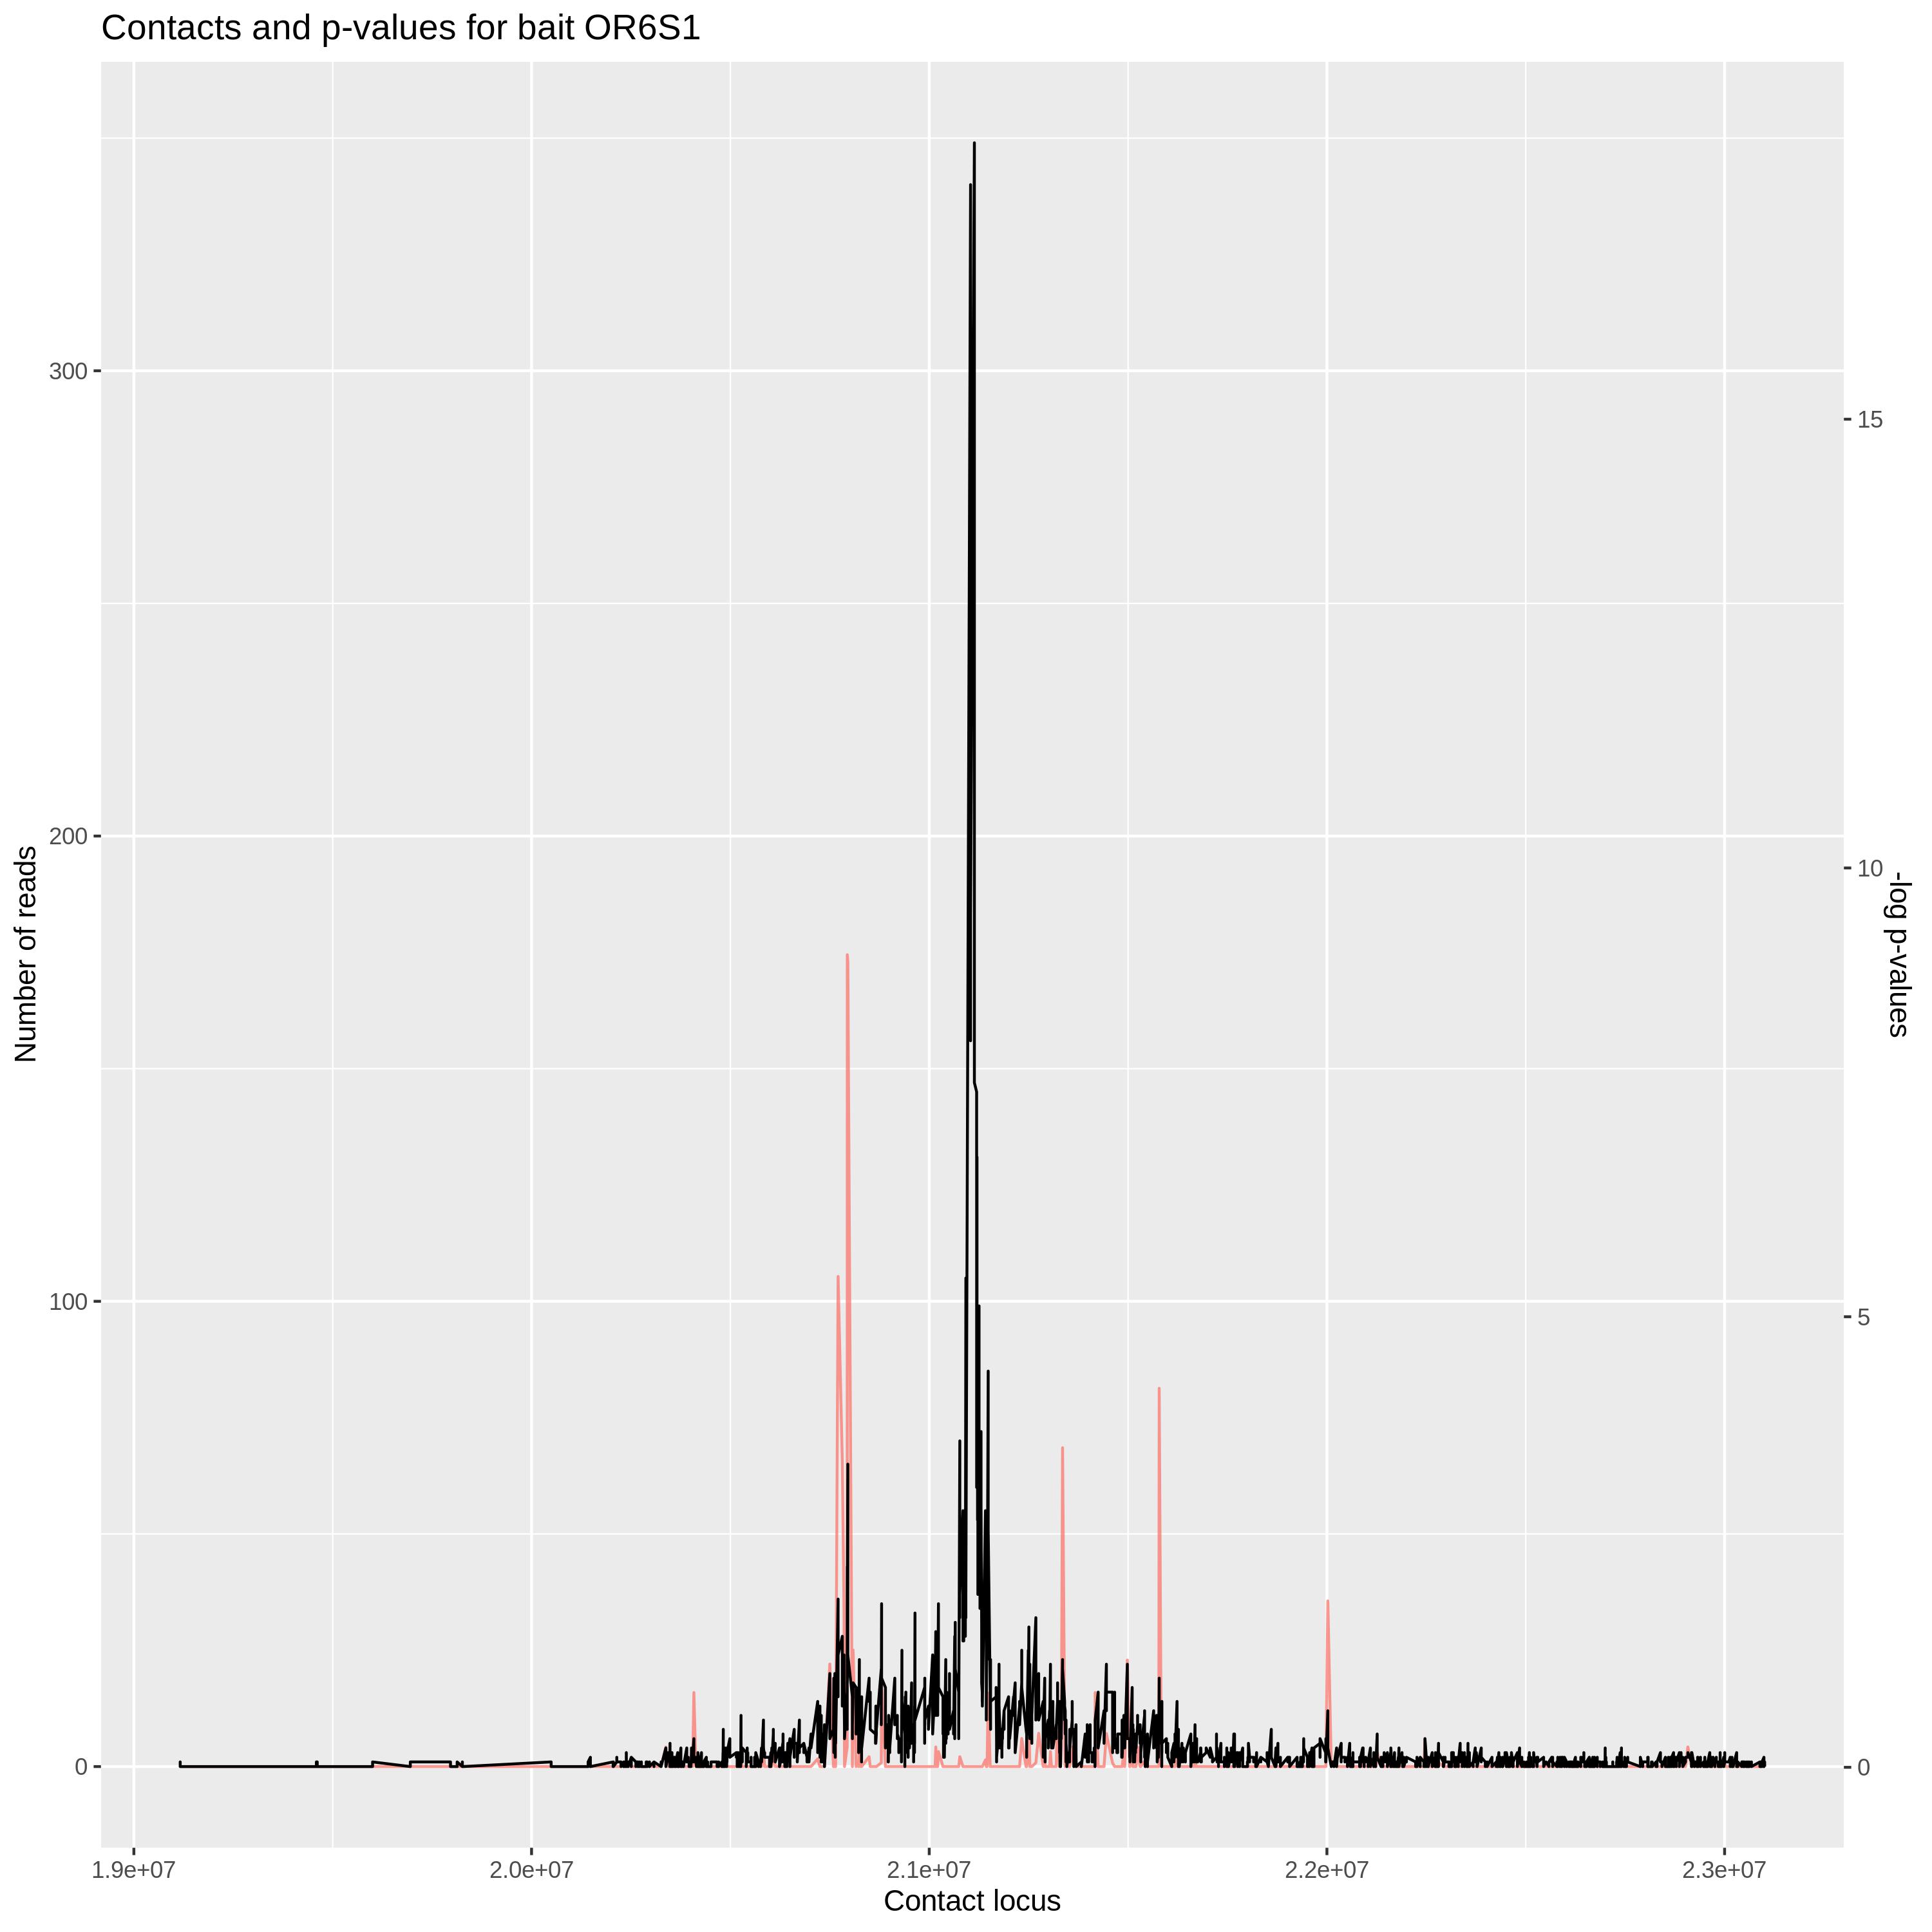 Contacts and p-values for bait OR6S1
300
200
100
0
15
10
5
0
Number of reads
-log p-values
1.9e+07
2.0e+07
2.1e+07
2.2e+07
2.3e+07
Contact locus